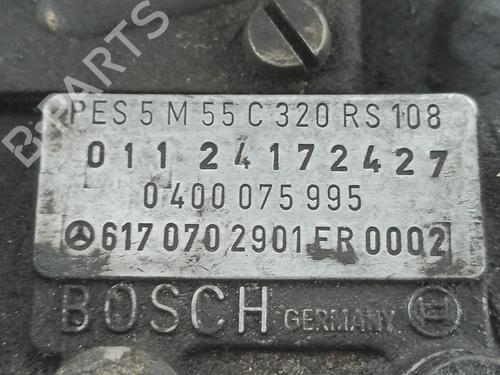 B-PARTS
PES 5 M 55 C 320 RS 108
011 24172427
0 400 075 995
617 070 2901 ER 0002
BOSCH GERMANY